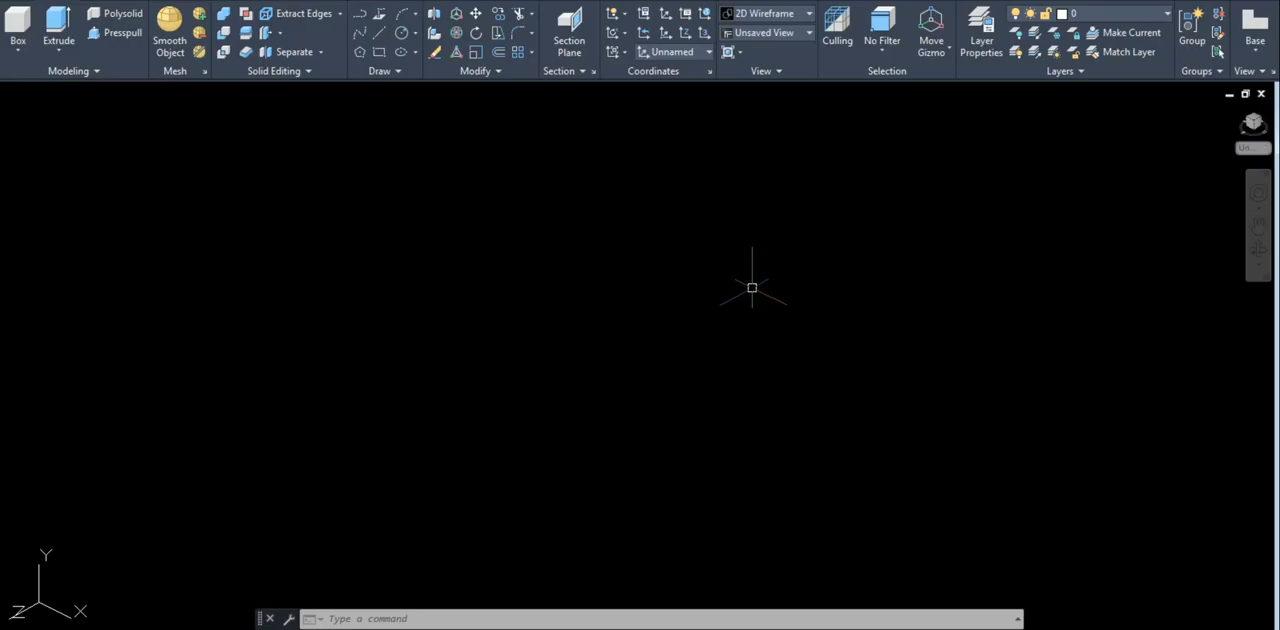 Box
Extrude
Polysolid
Presspull
Modeling
Smooth
Object
Mesh
Extract Edges
Separate
Solid Editing
Draw
Modify
Section
Plane
Section
Unnamed
Coordinates
2D Wireframe
Unsaved View
View
Culling
No Filter
Move
Gizmo
Selection
Layer
Properties
0
Make Current
Match Layer
Layers
Group
Groups
Base
View
Un...
Y
Z
X
Type a command